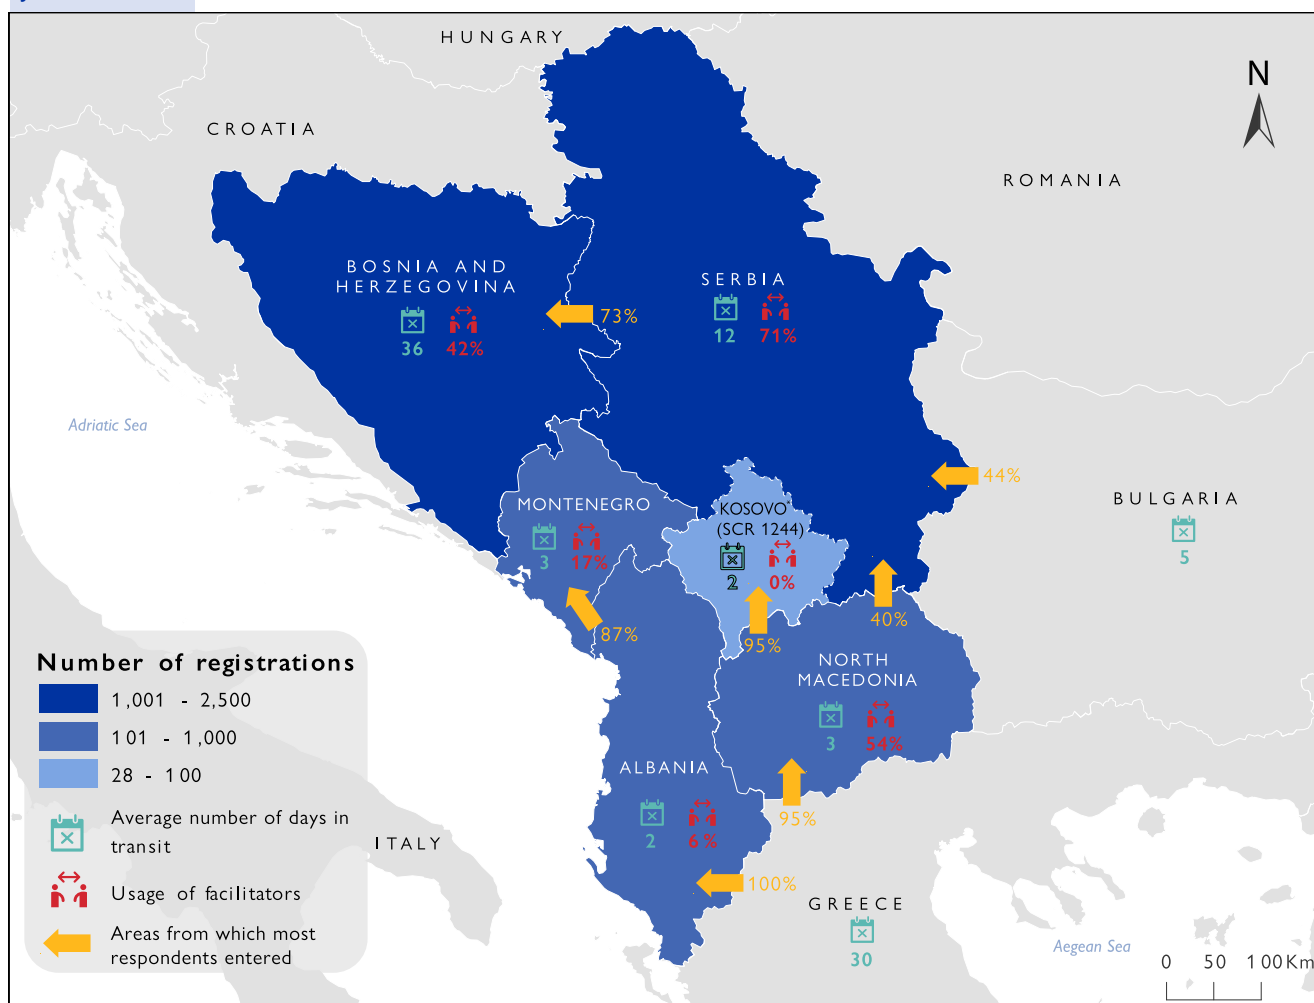 HUNGARY
N
CROATIA
ROMANIA
BOSNIA AND
HERZEGOVINA
36 42%
73%
SERBIA
12 71%
Adriatic Sea
44%
BULGARIA
5
MONTENEGRO
3 17%
87%
KOSOVO*
(SCR 1244)
2 0%
95%
40%
NORTH
MACEDONIA
3 54%
95%
ALBANIA
2 6%
100%
ITALY
GREECE
30
Aegean Sea
0 50 100Km
Number of registrations
1,001 - 2,500
101 - 1,000
28 - 100
Average number of days in
transit
Usage of facilitators
Areas from which most
respondents entered